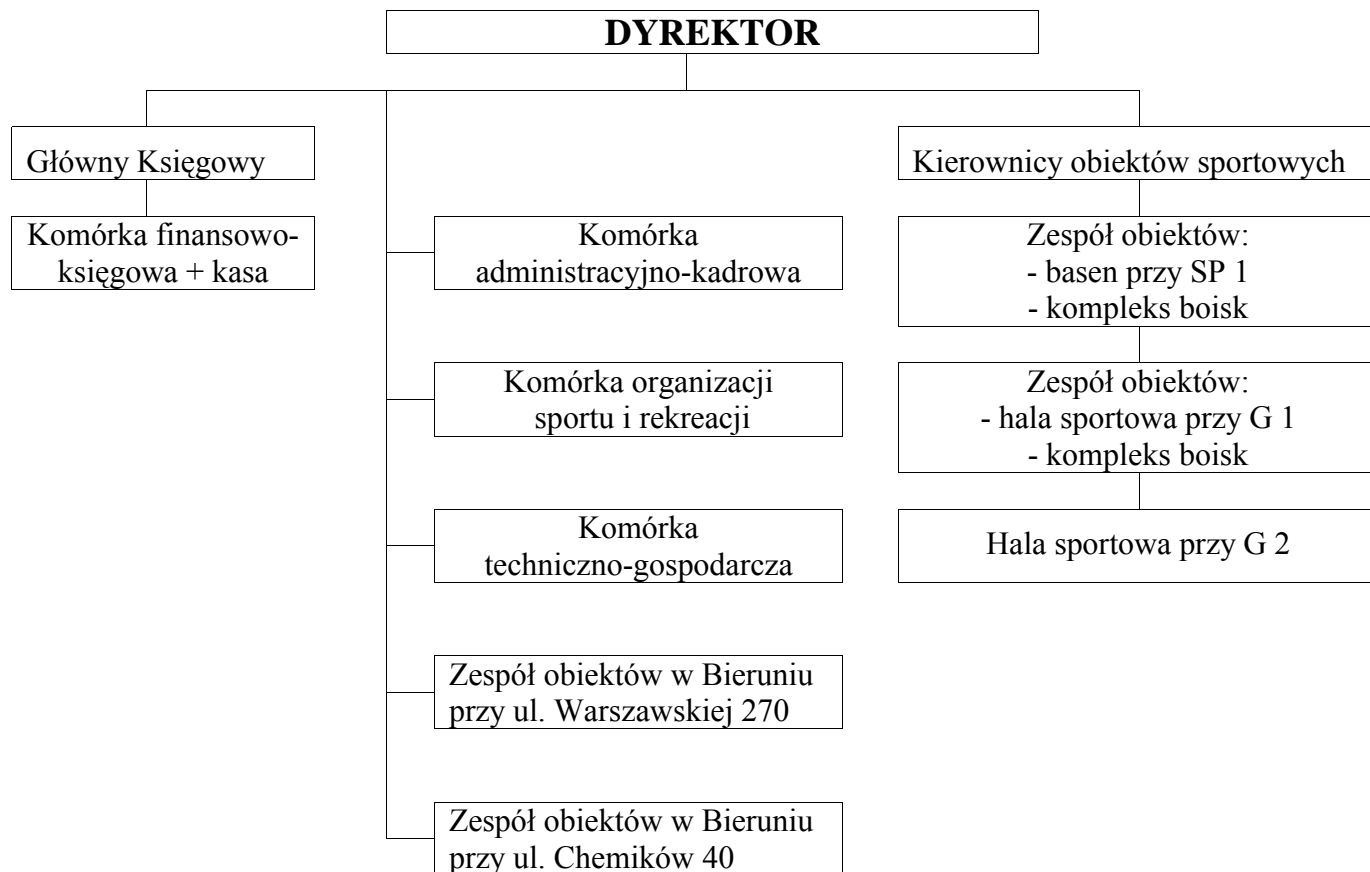 DYREKTOR
Główny Księgowy
Komórka finansowo-
księgowa + kasa
Komórka
administracyjno-kadrowa
Komórka organizacji
sportu i rekreacji
Komórka
techniczno-gospodarcza
Zespół obiektów w Bieruniu
przy ul. Warszawskiej 270
Zespół obiektów w Bieruniu
przy ul. Chemików 40
Kierownicy obiektów sportowych
Zespół obiektów:
- basen przy SP 1
- kompleks boisk
Zespół obiektów:
- hala sportowa przy G 1
- kompleks boisk
Hala sportowa przy G 2